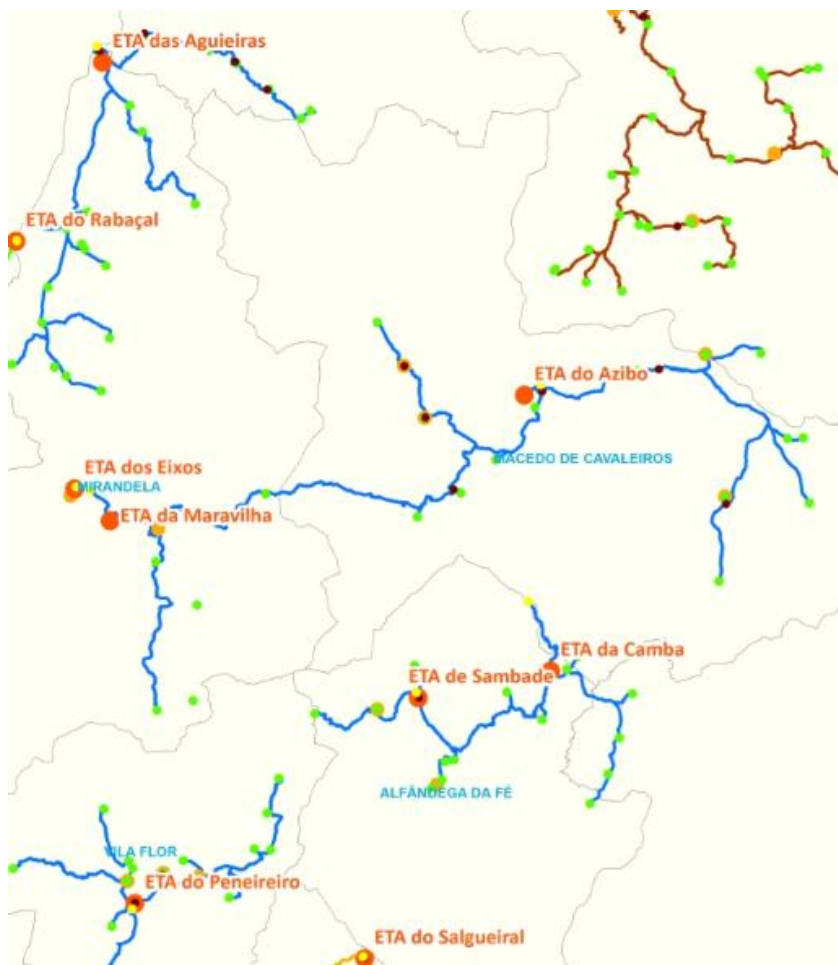 ETA das Aguieiras
ETA do Rabaçal
ETA do Azibo
MACEDO DE CAVALEIROS
ETA dos Eixos
MIRANDELA
ETA da Maravilha
ETA da Camba
ETA de Sambade
ALFÂNDEGA DA FÉ
VILA FLOR
ETA do Peneireiro
ETA do Salgueiral